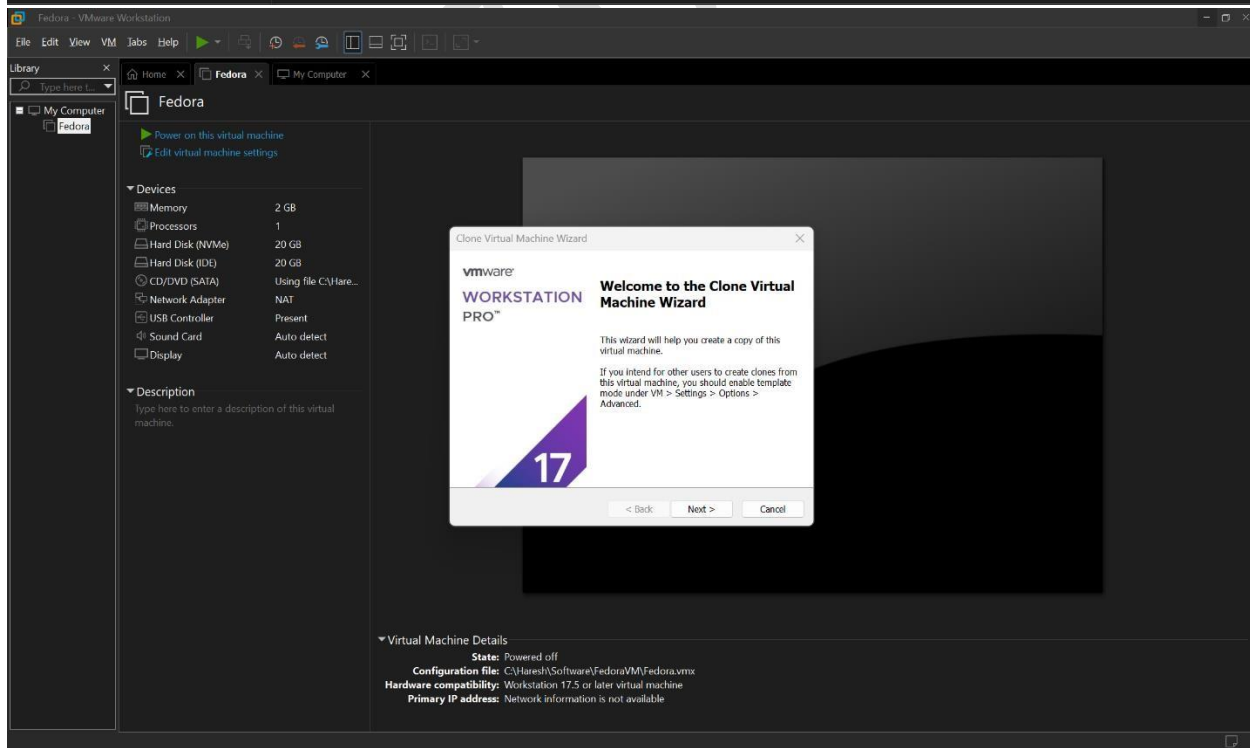 Fedora - VMware Workstation
File Edit View VM Tabs Help
Library
Type here t...
My Computer
Fedora
Home
Fedora
My Computer
Fedora
Power on this virtual machine
Edit virtual machine settings
Devices
Memory 2 GB
Processors 1
Hard Disk (NVMe) 20 GB
Hard Disk (IDE) 20 GB
CD/DVD (SATA) Using file C:\Hare...
Network Adapter NAT
USB Controller Present
Sound Card Auto detect
Display Auto detect
Description
Type here to enter a description of this virtual
machine.
Clone Virtual Machine Wizard
vmware
WORKSTATION
PRO™
17
Welcome to the Clone Virtual
Machine Wizard
This wizard will help you create a copy of this
virtual machine.
If you intend for other users to create clones from
this virtual machine, you should enable template
mode under VM > Settings > Options >
Advanced.
< Back Next > Cancel
Virtual Machine Details
State: Powered off
Configuration file: C:\Haresh\Software\FedoraVM\Fedora.vmx
Hardware compatibility: Workstation 17.5 or later virtual machine
Primary IP address: Network information is not available